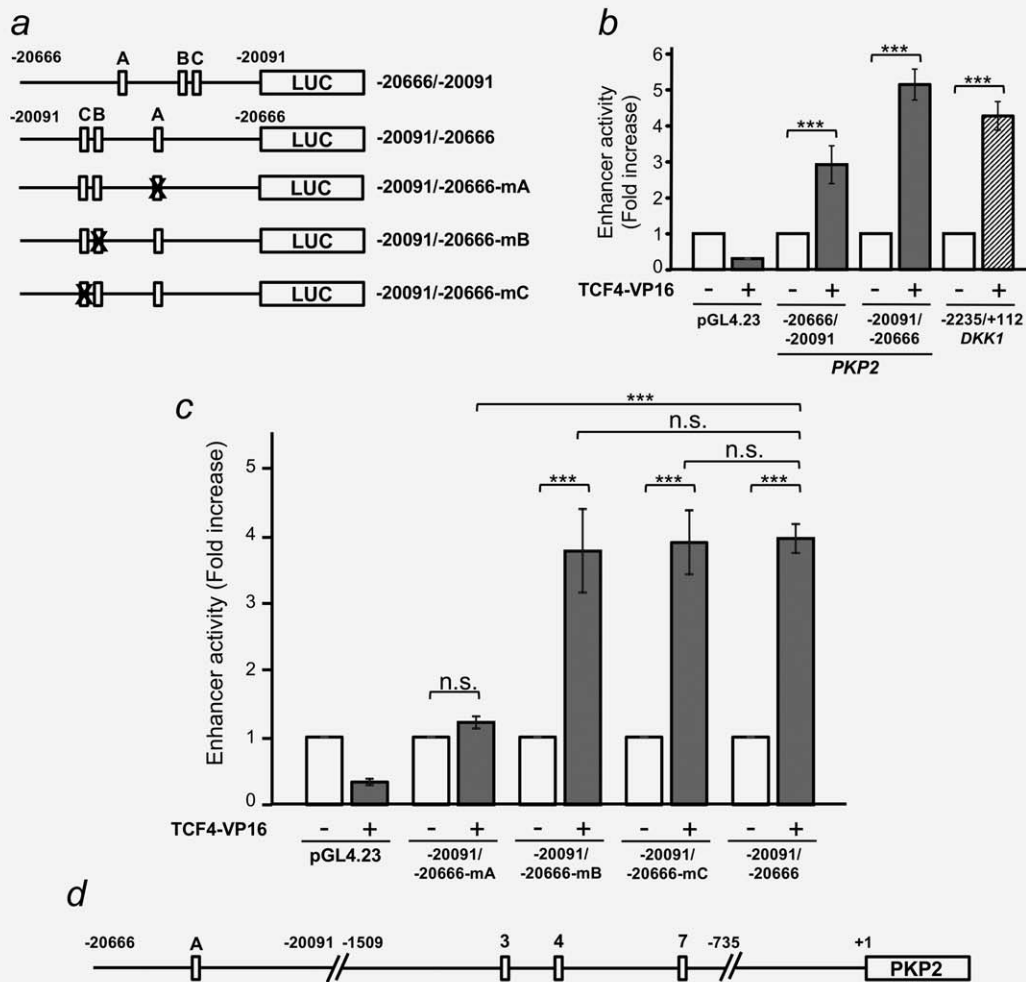 a
-20666 A B C -20091
LUC -20666/-20091
-20091 C B A -20666
LUC -20091/-20666
LUC -20091/-20666-mA
LUC -20091/-20666-mB
LUC -20091/-20666-mC
b
Enhancer activity
(Fold increase)
6
5
4
3
2
1
0
*** *** ***
TCF4-VP16 - + - + - + - +
pGL4.23 -20666/ -20091/ -2235/+112
-20091 -20666 DKK1
PKP2
c
Enhancer activity (Fold increase)
5
4
3
2
1
0
***
n.s.
n.s.
n.s. *** *** ***
TCF4-VP16 - + - + - + - + - +
pGL4.23 -20091/ -20091/ -20091/ -20091/
-20666-mA -20666-mB -20666-mC -20666
d
-20666 A -20091 -1509 3 4 7 -735 +1
PKP2